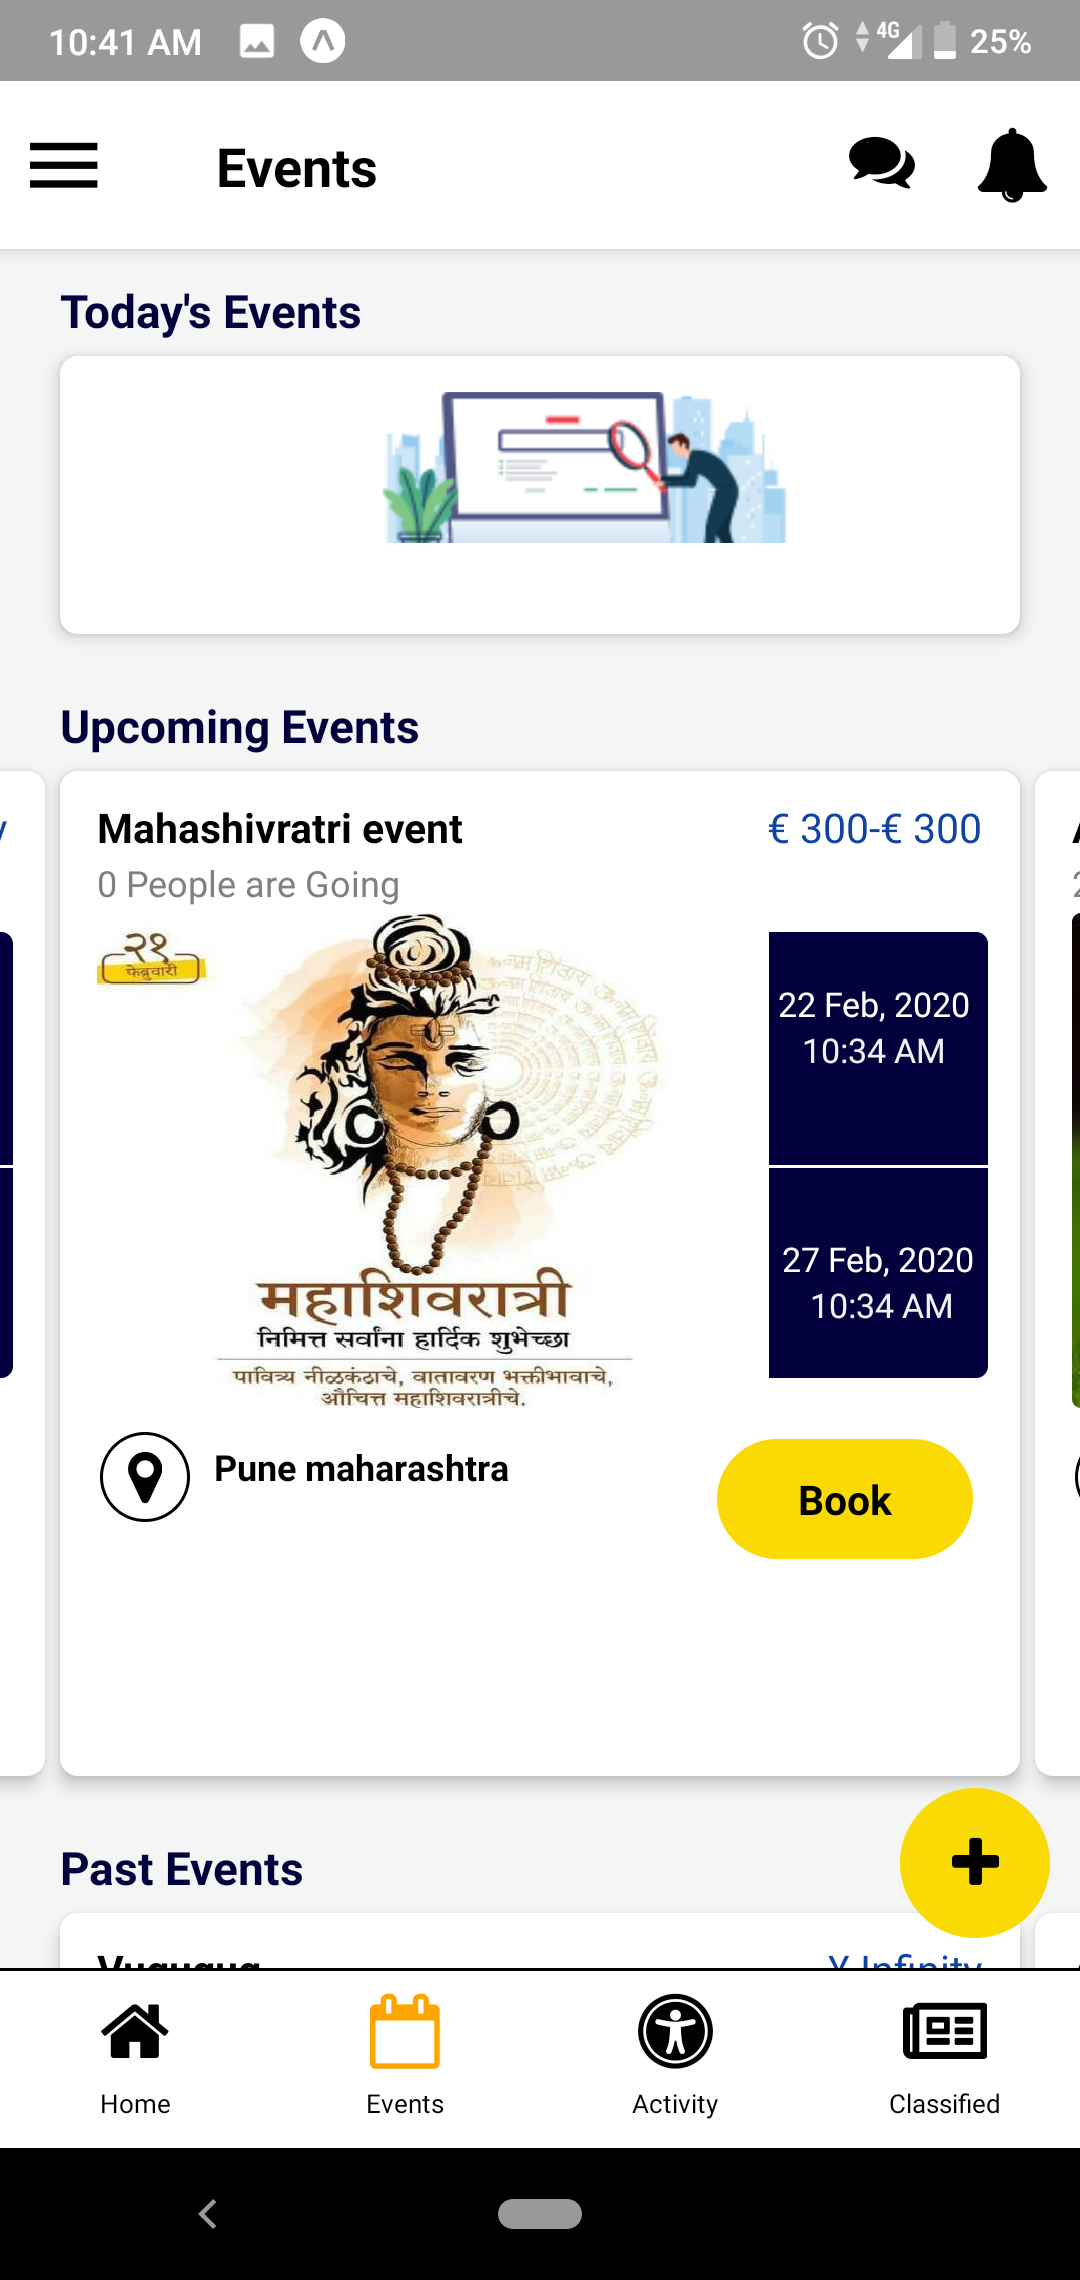 10:41 AM
4G
25%
Events
Today's Events
Upcoming Events
Mahashivratri event
€ 300-€ 300
0 People are Going
२१
फेब्रुवारी
22 Feb, 2020
10:34 AM
27 Feb, 2020
10:34 AM
महाशिवरात्री
निमित्त सर्वांना हार्दिक शुभेच्छा
पावित्र्य नीळकंठाचे, वातावरण भक्तीभावाचे,
औचित्त महाशिवरात्रीचे.
Pune maharashtra
Book
Past Events
Y Infinity
Home
Events
Activity
Classified